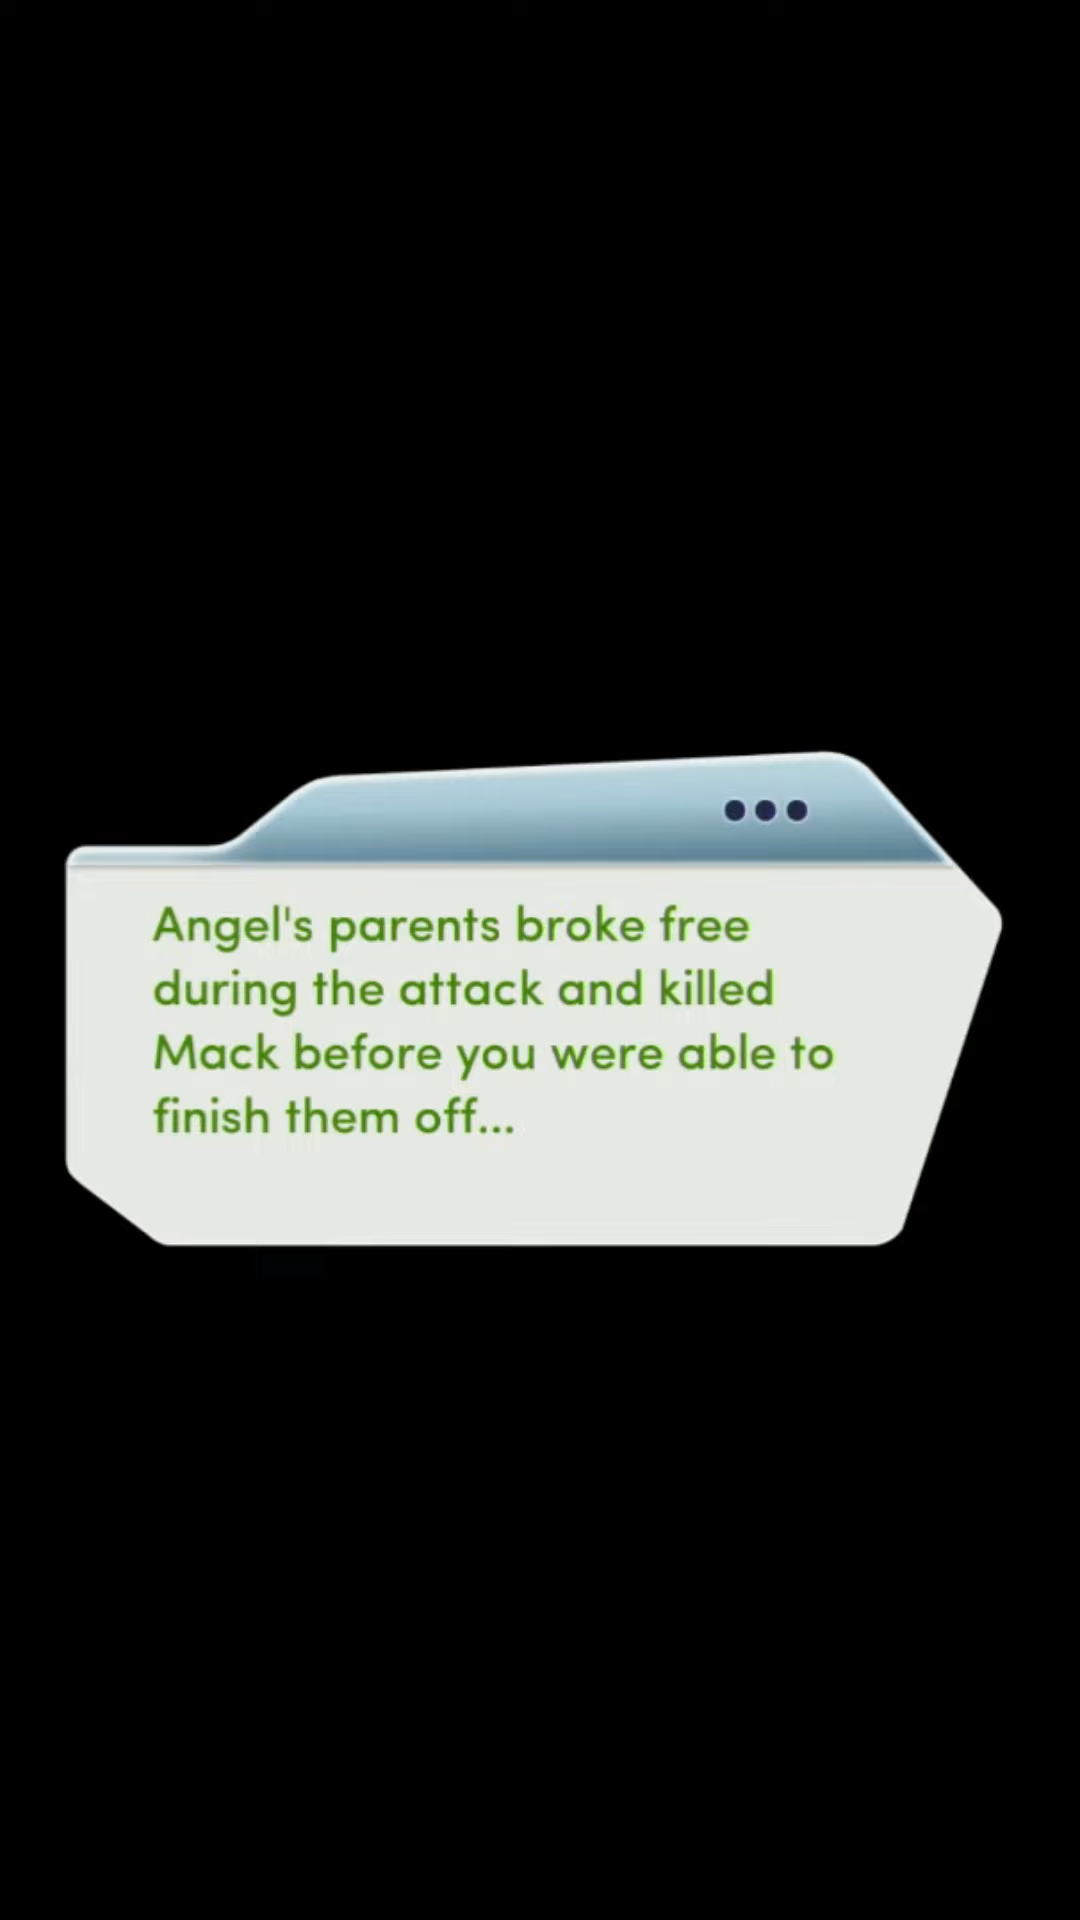 Angel's parents broke free
during the attack and killed
Mack before you were able to
finish them off...